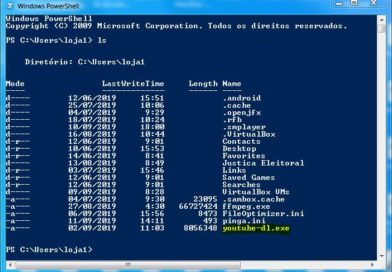 Windows PowerShell
Windows PowerShell
Copyright (C) 2009 Microsoft Corporation. Todos os direitos reservados.
PS C:\Users\loja1> ls
Diretório: C:\Users\loja1
Mode LastWriteTime Length Name
---- ------------- ------ ----
d---- 12/06/2019 15:51 .android
d---- 25/07/2019 10:06 .cache
d---- 04/07/2019 9:29 .openjfx
d---- 18/07/2019 10:24 .rfb
d---- 10/09/2019 18:00 .smplayer
d---- 16/08/2019 10:44 .VirtualBox
d-r-- 12/06/2019 9:01 Contacts
d-r-- 10/06/2019 15:53 Desktop
d-r-- 14/06/2019 8:41 Favorites
d---- 13/08/2019 8:49 Justica Eleitoral
d-r-- 03/06/2019 15:46 Links
d-r-- 12/06/2019 9:01 Saved Games
d-r-- 12/06/2019 9:01 Searches
d---- 09/09/2019 8:28 VirtualBox VMs
-a--- 04/07/2019 9:30 23095 .sambox.cache
-a--- 27/08/2019 4:30 66727424 ffmpeg.exe
-a--- 06/06/2019 15:56 8473 FileOptimizer.ini
-a--- 11/09/2019 14:11 493 pinga.ini
-a--- 02/09/2019 11:03 8056348 youtube-dl.exe
PS C:\Users\loja1>